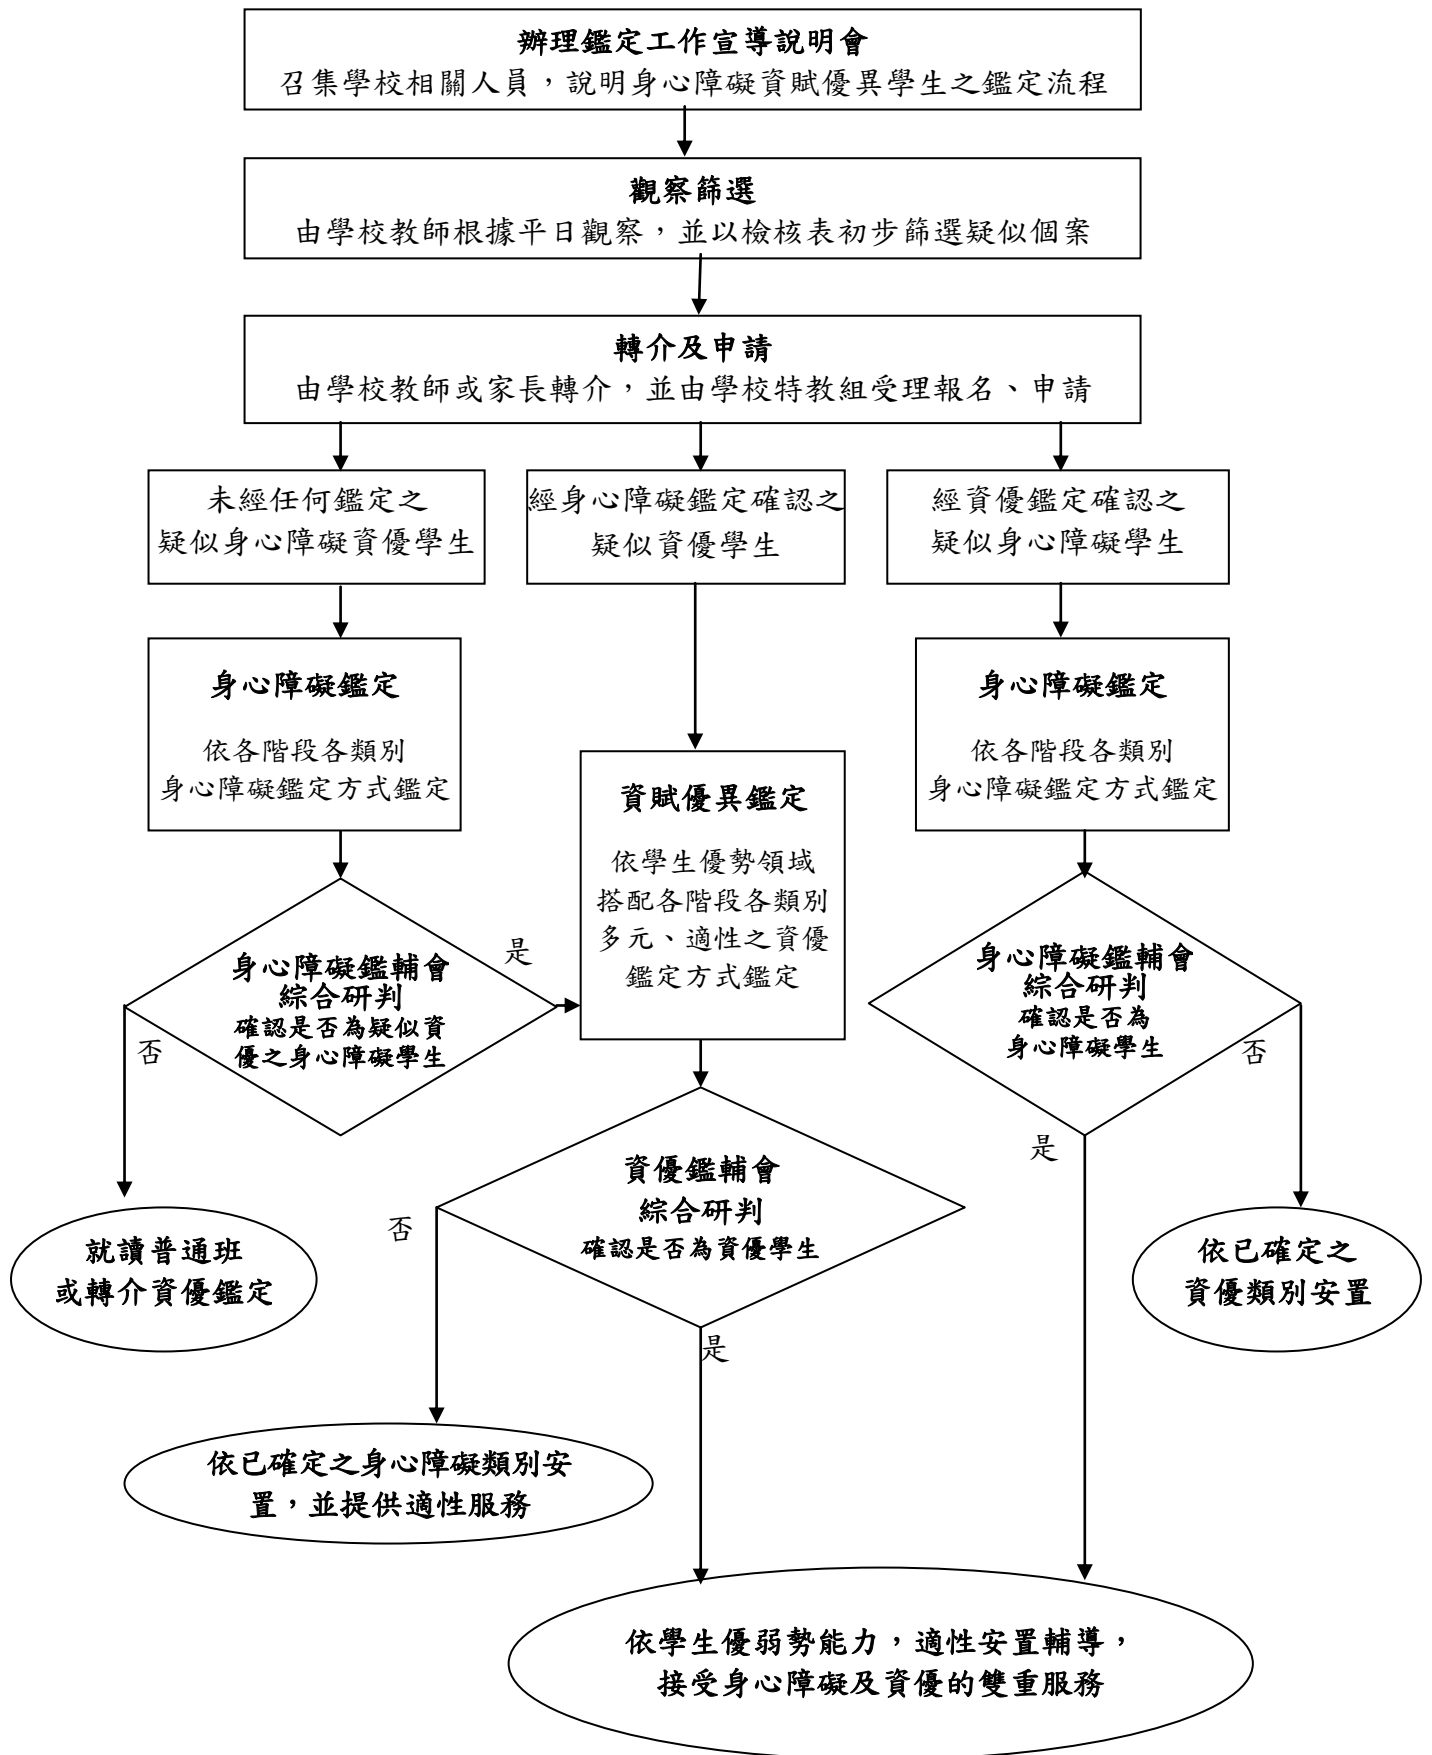 辦理鑑定工作宣導說明會
召集學校相關人員，說明身心障礙資賦優異學生之鑑定流程
觀察篩選
由學校教師根據平日觀察，並以檢核表初步篩選疑似個案
轉介及申請
由學校教師或家長轉介，並由學校特教組受理報名、申請
未經任何鑑定之
疑似身心障礙資優學生
經身心障礙鑑定確認之
疑似資優學生
經資優鑑定確認之
疑似身心障礙學生
身心障礙鑑定
依各階段各類別
身心障礙鑑定方式鑑定
資賦優異鑑定
依學生優勢領域
搭配各階段各類別
多元、適性之資優
鑑定方式鑑定
身心障礙鑑定
依各階段各類別
身心障礙鑑定方式鑑定
身心障礙鑑輔會
綜合研判
確認是否為疑似資
優之身心障礙學生
是
否
身心障礙鑑輔會
綜合研判
確認是否為
身心障礙學生
否
是
資優鑑輔會
綜合研判
確認是否為資優學生
否
是
就讀普通班
或轉介資優鑑定
依已確定之
資優類別安置
依已確定之身心障礙類別安
置，並提供適性服務
依學生優弱勢能力，適性安置輔導，
接受身心障礙及資優的雙重服務